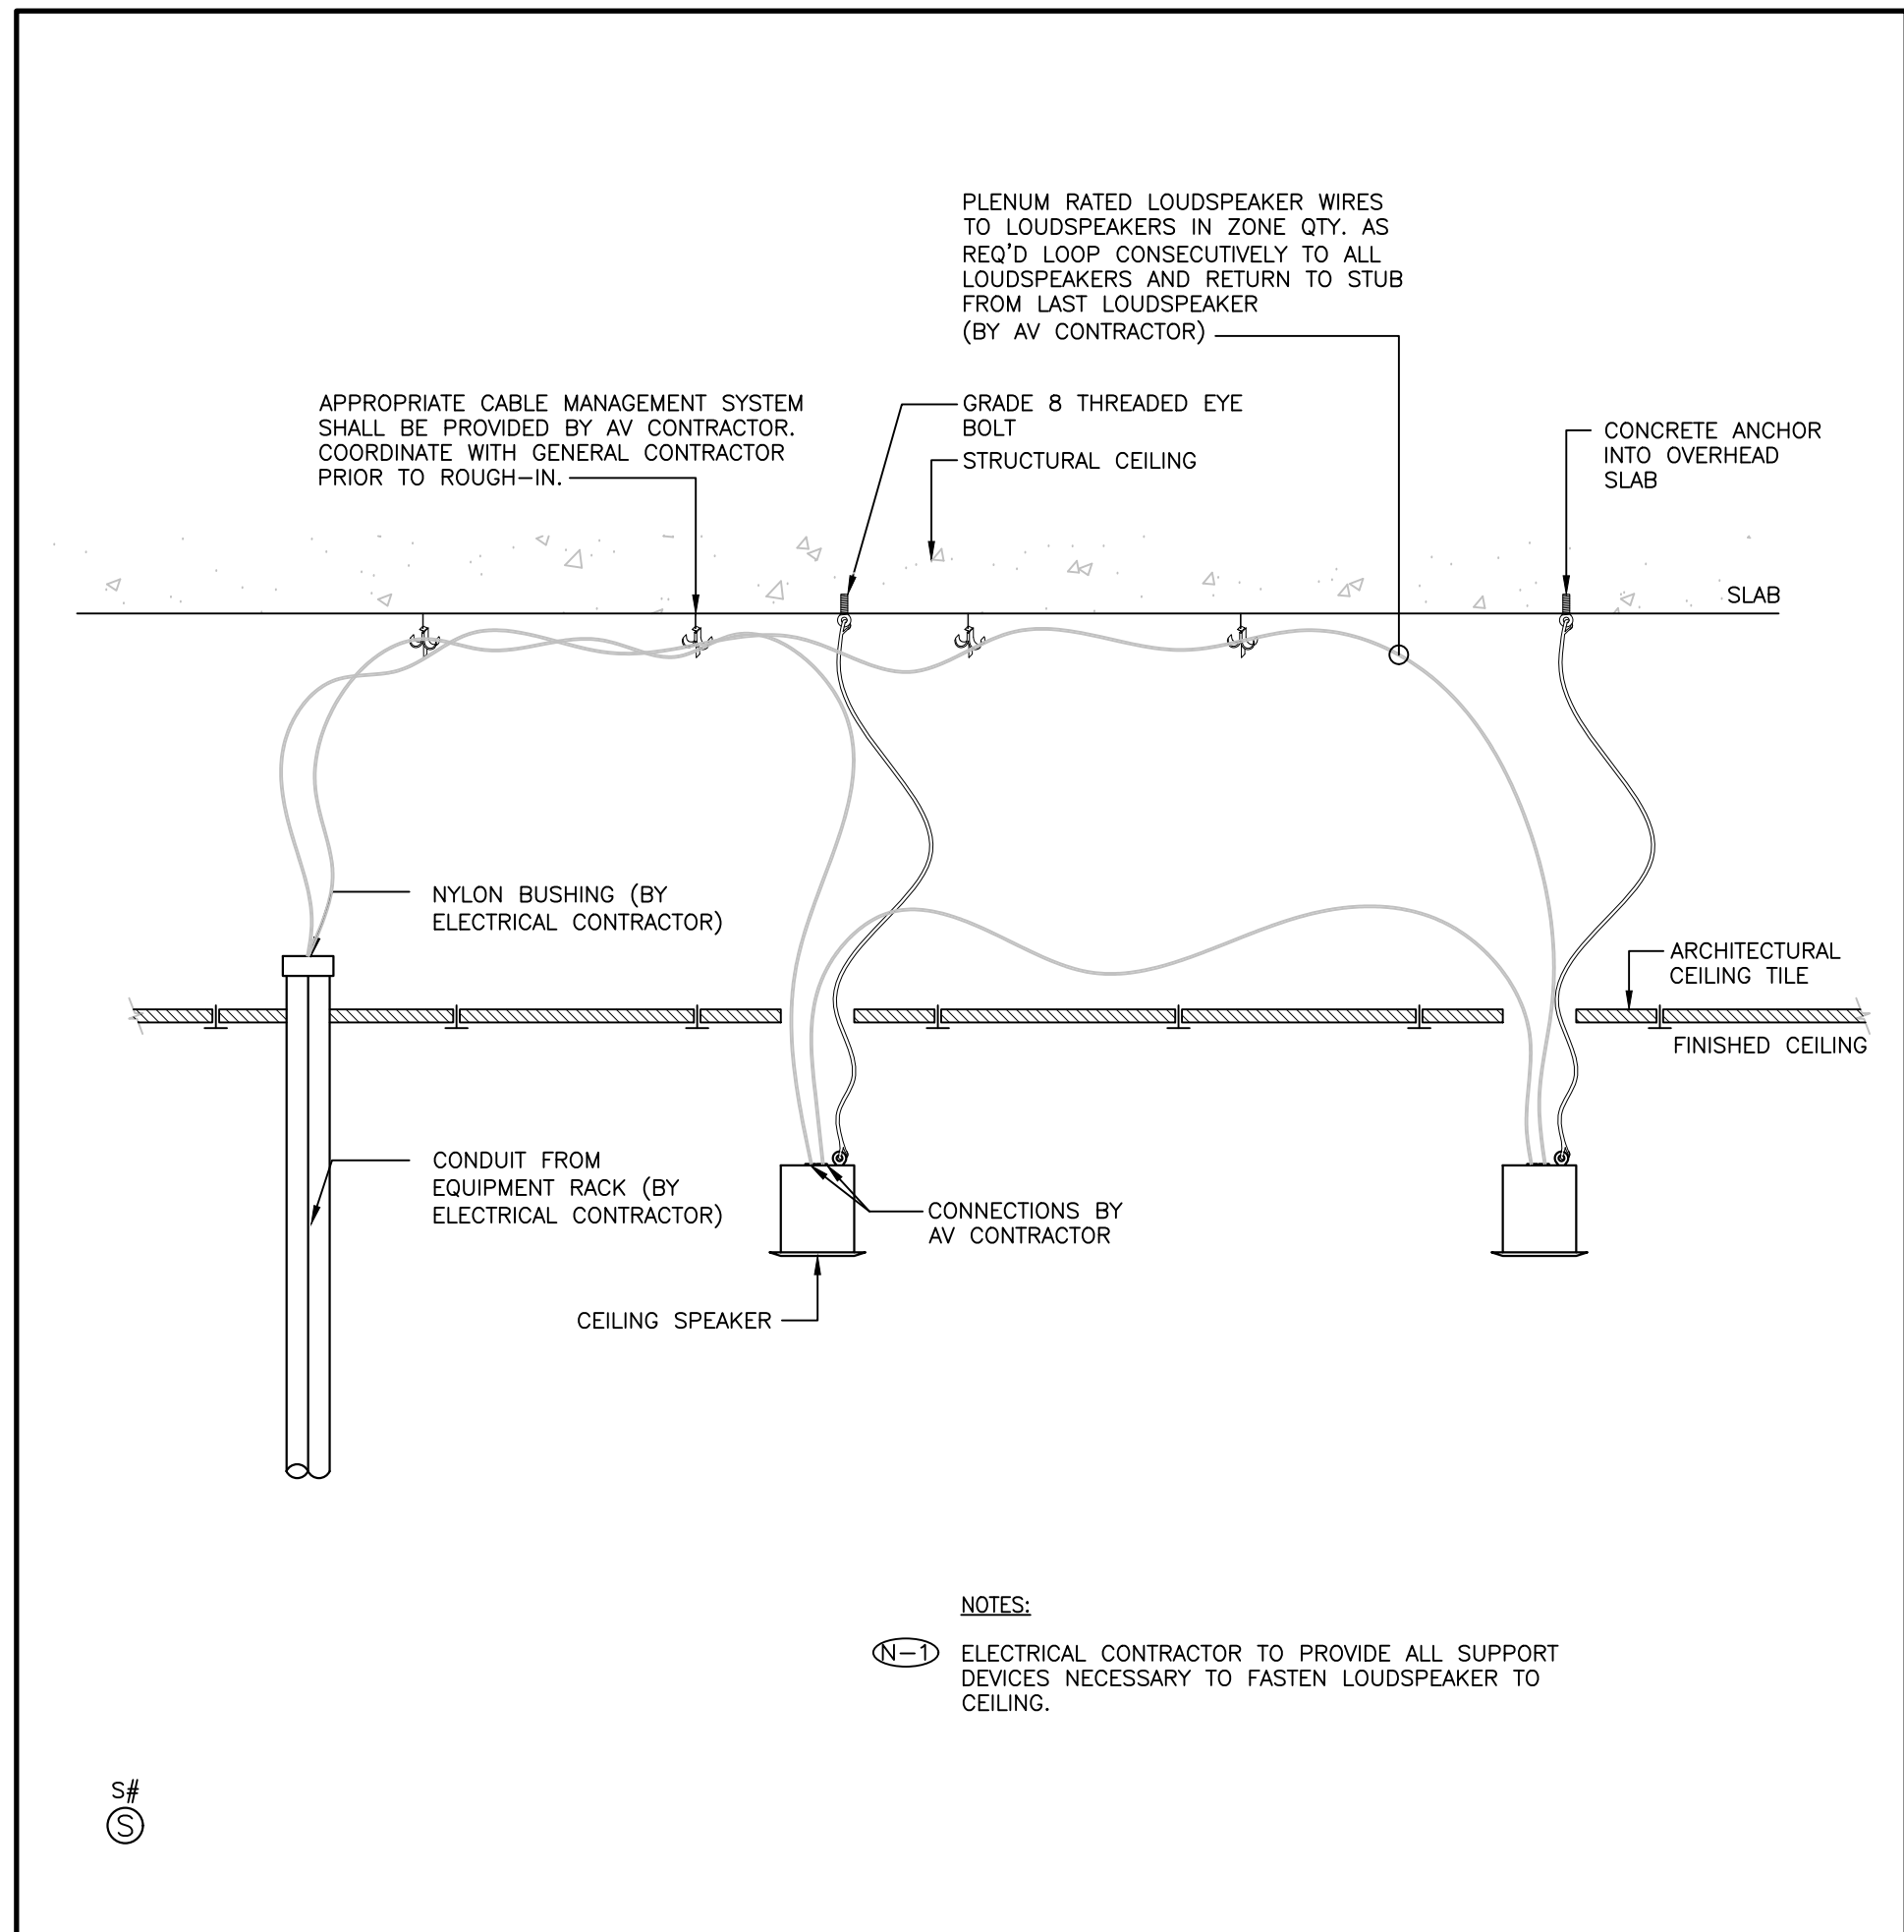 PLENUM RATED LOUDSPEAKER WIRES
TO LOUDSPEAKERS IN ZONE QTY. AS
REQ'D LOOP CONSECUTIVELY TO ALL
LOUDSPEAKERS AND RETURN TO STUB
FROM LAST LOUDSPEAKER
(BY AV CONTRACTOR)
APPROPRIATE CABLE MANAGEMENT SYSTEM
SHALL BE PROVIDED BY AV CONTRACTOR.
COORDINATE WITH GENERAL CONTRACTOR
PRIOR TO ROUGH-IN.
GRADE 8 THREADED EYE
BOLT
STRUCTURAL CEILING
CONCRETE ANCHOR
INTO OVERHEAD
SLAB
SLAB
NYLON BUSHING (BY
ELECTRICAL CONTRACTOR)
ARCHITECTURAL
CEILING TILE
FINISHED CEILING
CONDUIT FROM
EQUIPMENT RACK (BY
ELECTRICAL CONTRACTOR)
CONNECTIONS BY
AV CONTRACTOR
CEILING SPEAKER
NOTES:
N-1 ELECTRICAL CONTRACTOR TO PROVIDE ALL SUPPORT
DEVICES NECESSARY TO FASTEN LOUDSPEAKER TO
CEILING.
S#
S